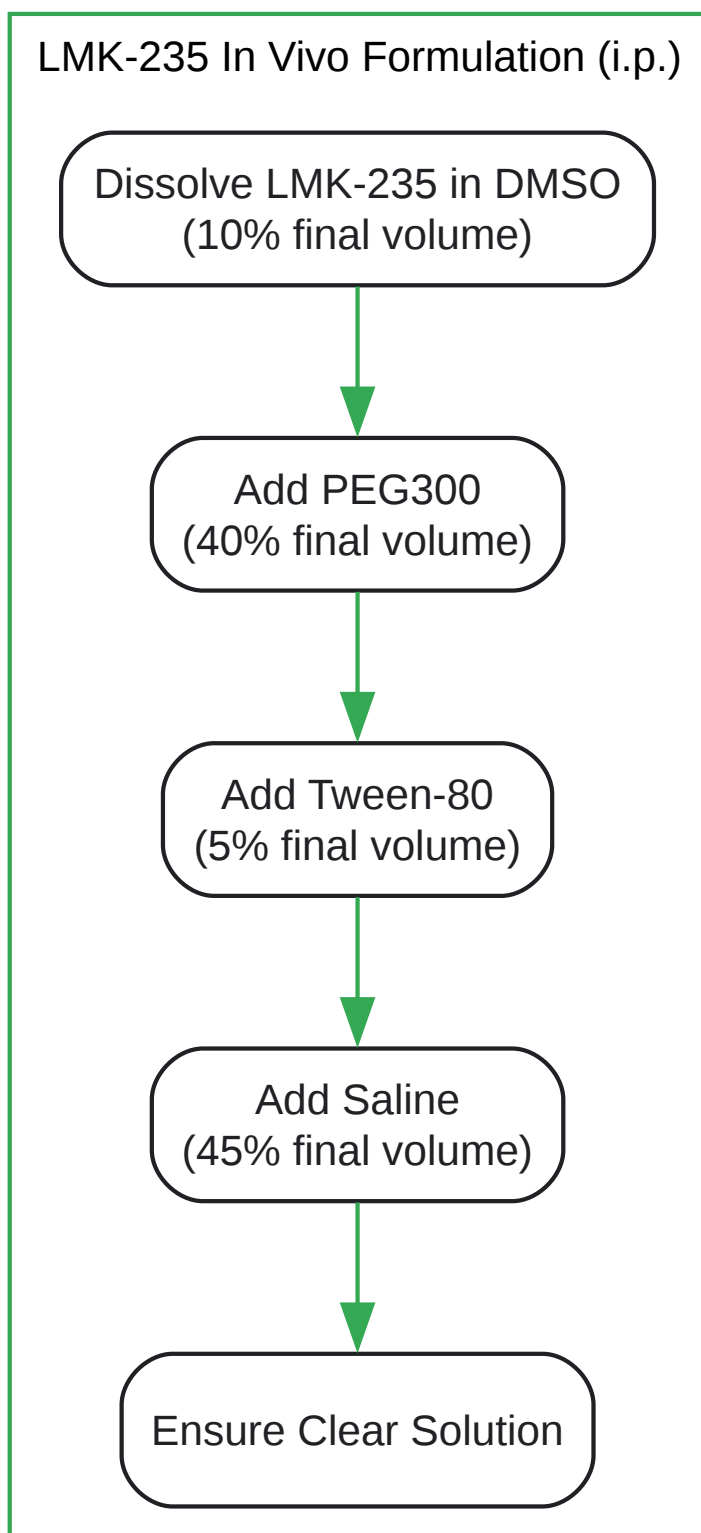 LMK-235 In Vivo Formulation (i.p.)
Dissolve LMK-235 in DMSO
(10% final volume)
Add PEG300
(40% final volume)
Add Tween-80
(5% final volume)
Add Saline
(45% final volume)
Ensure Clear Solution